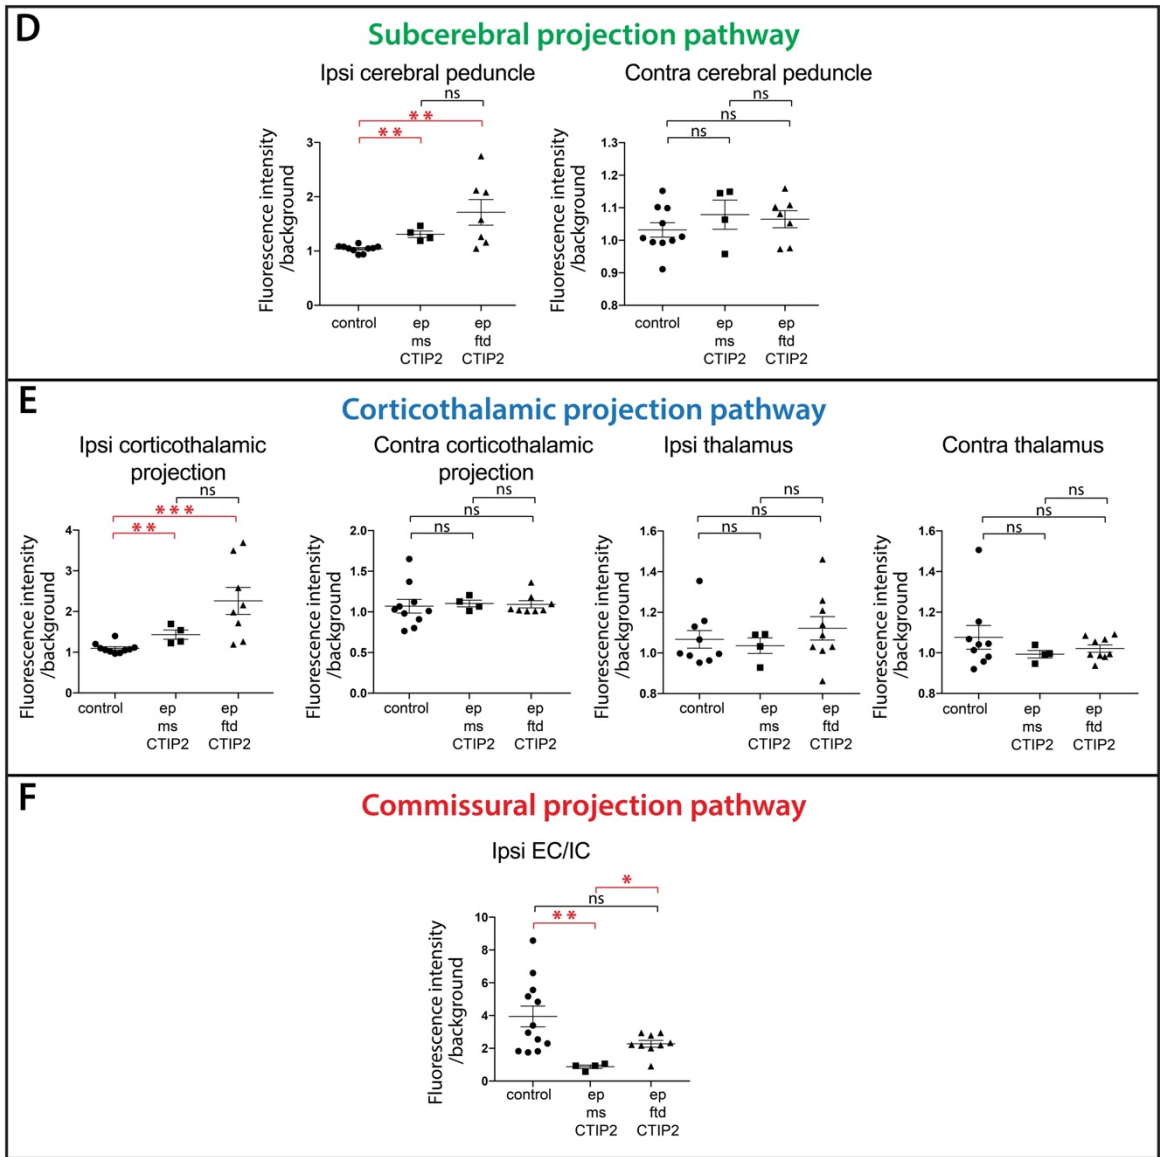 D
Subcerebral projection pathway
Ipsi cerebral peduncle
Contra cerebral peduncle
ns
**
**
Fluorescence intensity
/background
3
2
1
0
control
ep
ms
CTIP2
ep
ftd
CTIP2
ns
ns
ns
Fluorescence intensity
/background
1.3
1.2
1.1
1.0
0.9
0.8
control
ep
ms
CTIP2
ep
ftd
CTIP2
E
Corticothalamic projection pathway
Ipsi corticothalamic
projection
ns
***
**
Fluorescence intensity
/background
4
3
2
1
0
control
ep
ms
CTIP2
ep
ftd
CTIP2
Contra corticothalamic
projection
ns
ns
ns
Fluorescence intensity
/background
2.0
1.5
1.0
0.5
0.0
control
ep
ms
CTIP2
ep
ftd
CTIP2
Ipsi thalamus
ns
ns
ns
Fluorescence intensity
/background
1.6
1.4
1.2
1.0
0.8
control
ep
ms
CTIP2
ep
ftd
CTIP2
Contra thalamus
ns
ns
ns
Fluorescence intensity
/background
1.6
1.4
1.2
1.0
0.8
control
ep
ms
CTIP2
ep
ftd
CTIP2
F
Commissural projection pathway
Ipsi EC/IC
*
ns
**
Fluorescence intensity
/background
10
8
6
4
2
0
control
ep
ms
CTIP2
ep
ftd
CTIP2